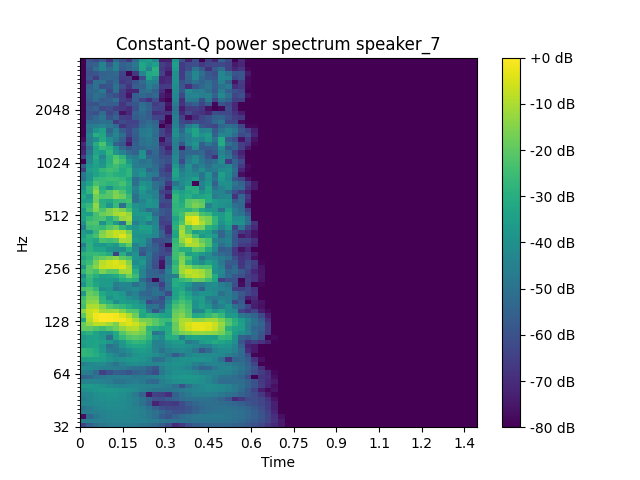 Constant-Q power spectrum speaker_7
Hz
2048
1024
512
256
128
64
32
0 0.15 0.3 0.45 0.6 0.75 0.9 1.1 1.2 1.4
Time
+0 dB
-10 dB
-20 dB
-30 dB
-40 dB
-50 dB
-60 dB
-70 dB
-80 dB